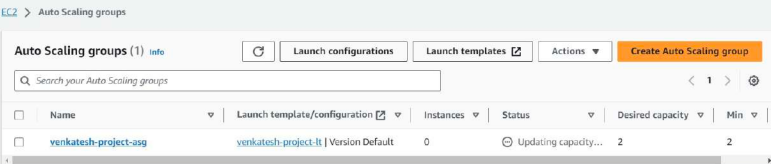 EC2 > Auto Scaling groups
Auto Scaling groups (1) Info
Launch configurations
Launch templates
Actions
Create Auto Scaling group
Search your Auto Scaling groups
1
Name Launch template/configuration Instances Status Desired capacity Min
venkatesh-project-asg venkatesh-project-lt | Version Default 0 Updating capacity... 2 2